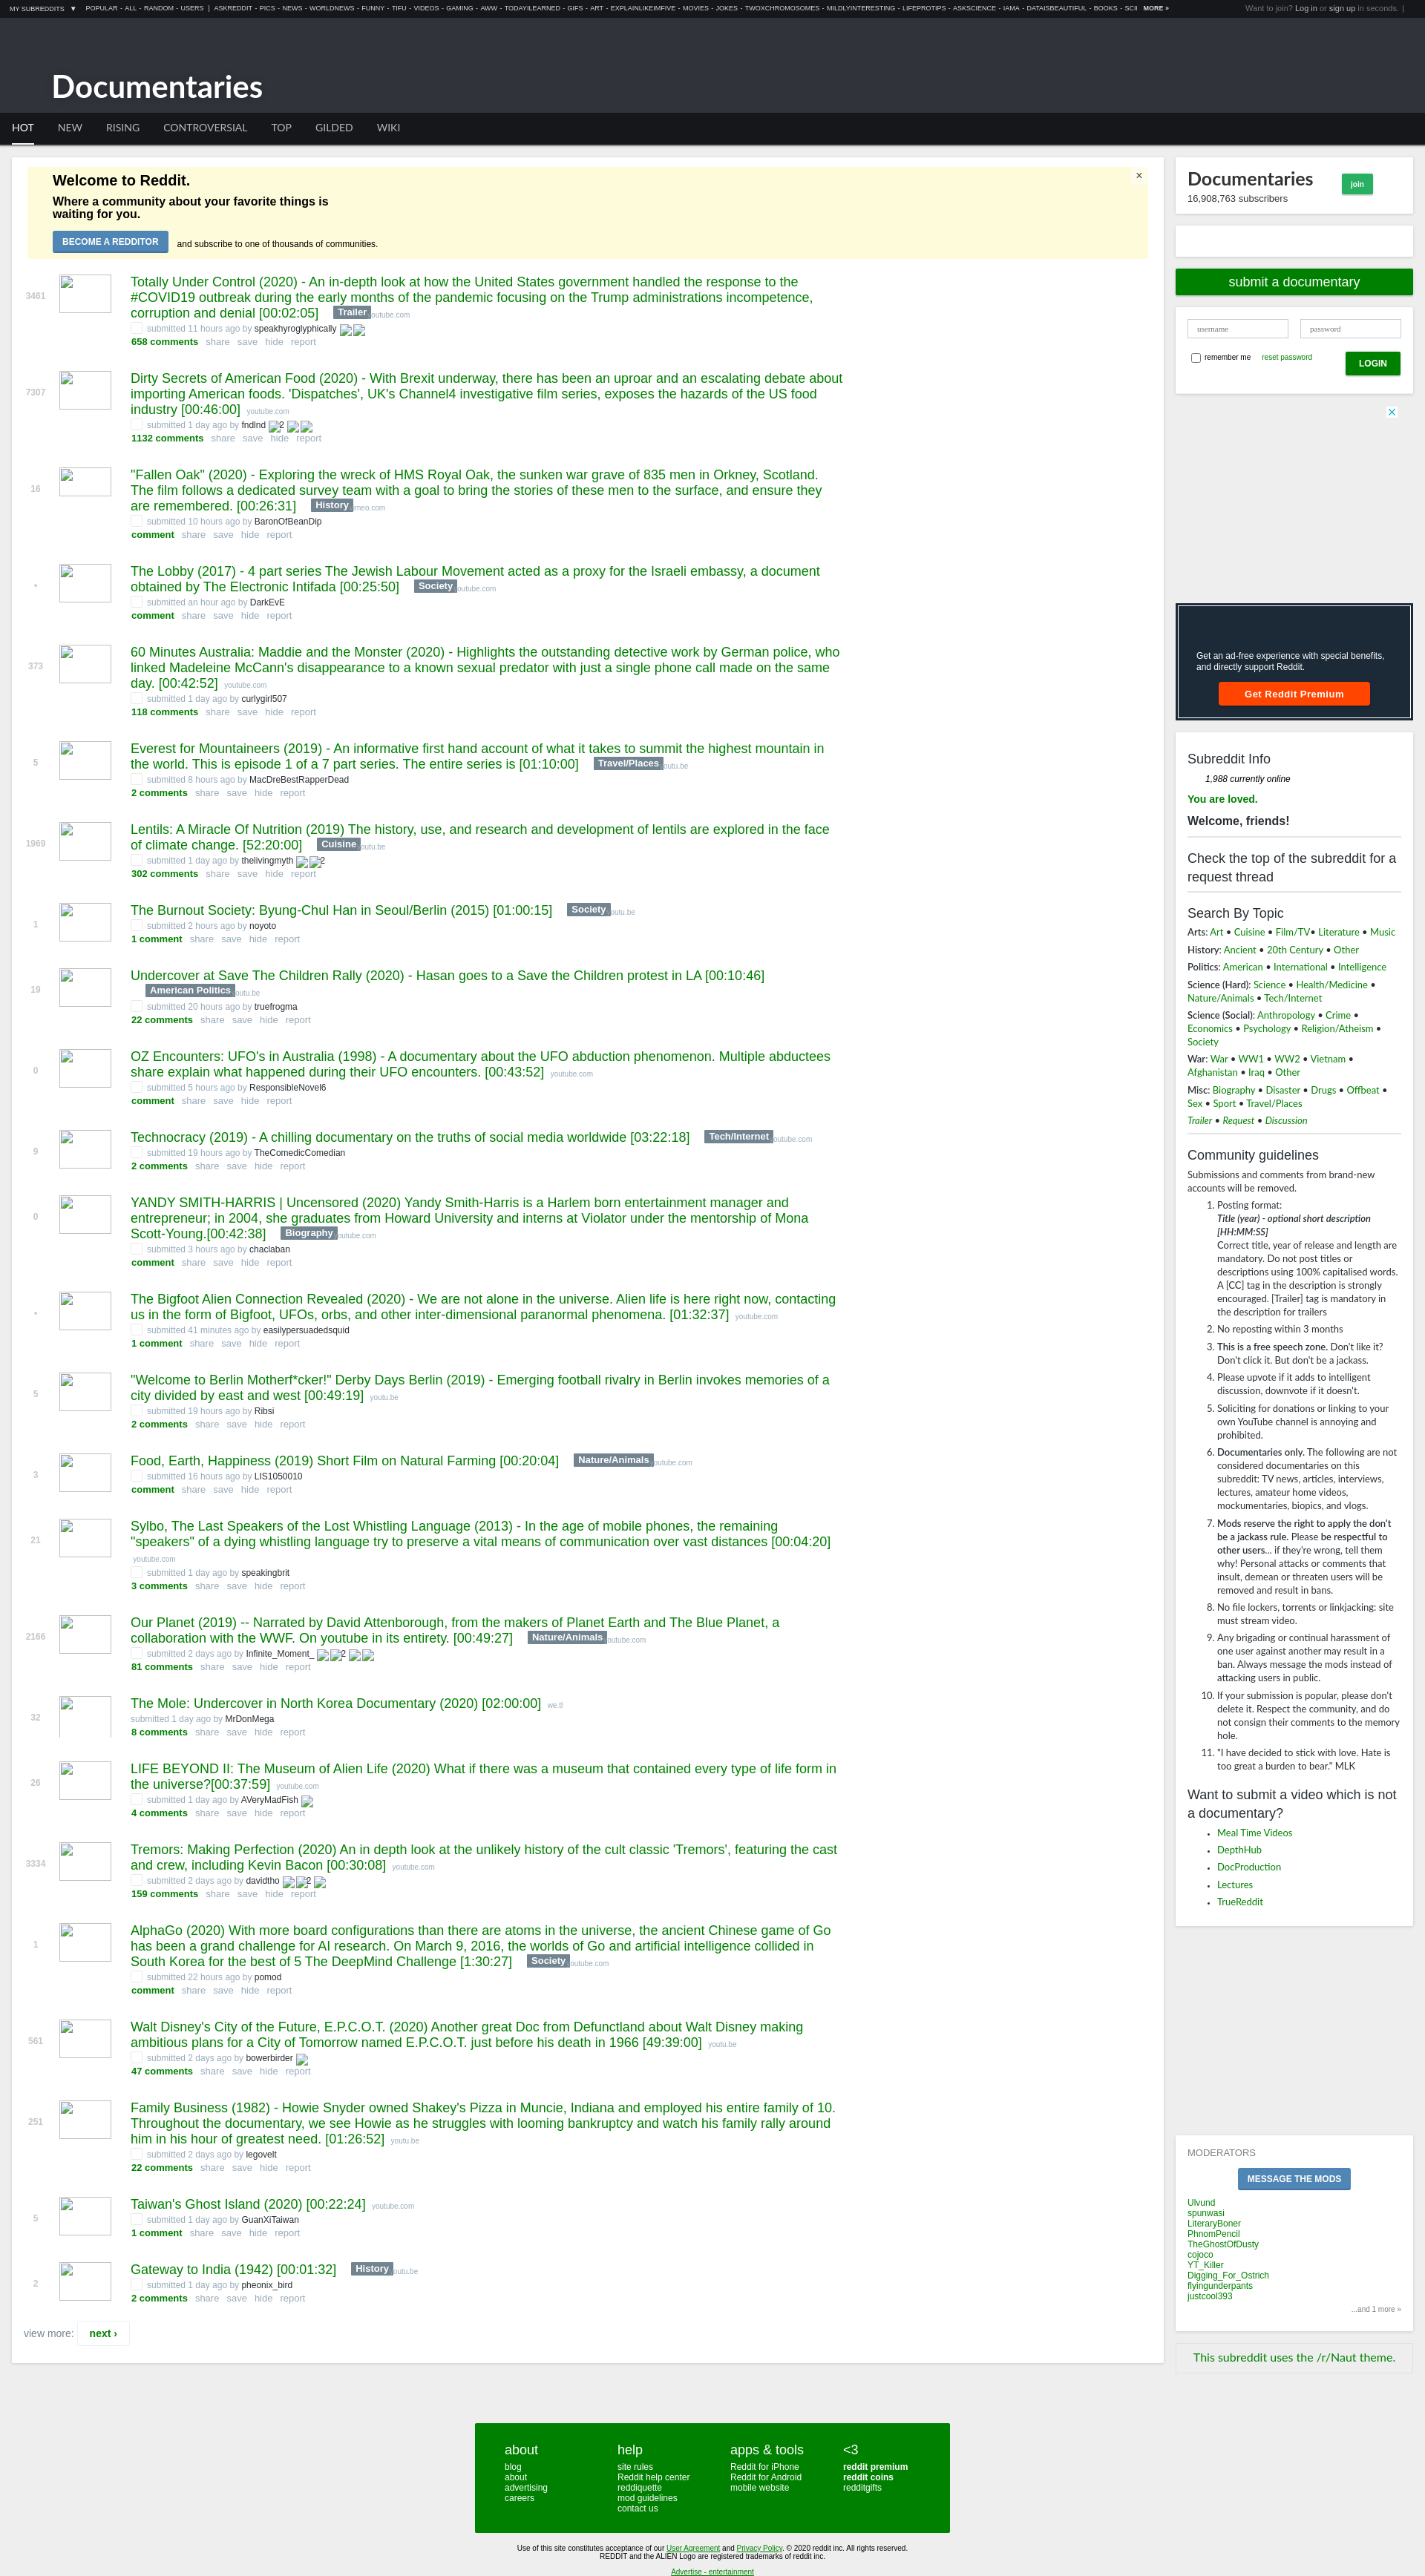 MY SUBREDDITS ▼ POPULAR - ALL - RANDOM - USERS | ASKREDDIT - PICS - NEWS - WORLDNEWS - FUNNY - TIFU - VIDEOS - GAMING - AWW - TODAYILEARNED - GIFS - ART - EXPLAINLIKEIMFIVE - MOVIES - JOKES - TWOXCHROMOSOMES - MILDLYINTERESTING - LIFEPROTIPS - ASKSCIENCE - IAMA - DATAISBEAUTIFUL - BOOKS - SCII MORE »
Want to join? Log in or sign up in seconds. |
Documentaries
HOT NEW RISING CONTROVERSIAL TOP GILDED WIKI
Welcome to Reddit.
×
Where a community about your favorite things is
waiting for you.
BECOME A REDDITOR and subscribe to one of thousands of communities.
3461
Totally Under Control (2020) - An in-depth look at how the United States government handled the response to the
#COVID19 outbreak during the early months of the pandemic focusing on the Trump administrations incompetence,
corruption and denial [00:02:05] Trailer outube.com
submitted 11 hours ago by speakhyroglyphically
658 comments share save hide report
7307
Dirty Secrets of American Food (2020) - With Brexit underway, there has been an uproar and an escalating debate about
importing American foods. 'Dispatches', UK's Channel4 investigative film series, exposes the hazards of the US food
industry [00:46:00] youtube.com
submitted 1 day ago by fndInd 2
1132 comments share save hide report
16
"Fallen Oak" (2020) - Exploring the wreck of HMS Royal Oak, the sunken war grave of 835 men in Orkney, Scotland.
The film follows a dedicated survey team with a goal to bring the stories of these men to the surface, and ensure they
are remembered. [00:26:31] History meo.com
submitted 10 hours ago by BaronOfBeanDip
comment share save hide report
•
The Lobby (2017) - 4 part series The Jewish Labour Movement acted as a proxy for the Israeli embassy, a document
obtained by The Electronic Intifada [00:25:50] Society outube.com
submitted an hour ago by DarkEvE
comment share save hide report
373
60 Minutes Australia: Maddie and the Monster (2020) - Highlights the outstanding detective work by German police, who
linked Madeleine McCann's disappearance to a known sexual predator with just a single phone call made on the same
day. [00:42:52] youtube.com
submitted 1 day ago by curlygirl507
118 comments share save hide report
5
Everest for Mountaineers (2019) - An informative first hand account of what it takes to summit the highest mountain in
the world. This is episode 1 of a 7 part series. The entire series is [01:10:00] Travel/Places outu.be
submitted 8 hours ago by MacDreBestRapperDead
2 comments share save hide report
1969
Lentils: A Miracle Of Nutrition (2019) The history, use, and research and development of lentils are explored in the face
of climate change. [52:20:00] Cuisine outu.be
submitted 1 day ago by thelivingmyth 2
302 comments share save hide report
1
The Burnout Society: Byung-Chul Han in Seoul/Berlin (2015) [01:00:15] Society outu.be
submitted 2 hours ago by noyoto
1 comment share save hide report
19
Undercover at Save The Children Rally (2020) - Hasan goes to a Save the Children protest in LA [00:10:46]
American Politics outu.be
submitted 20 hours ago by truefrogma
22 comments share save hide report
0
OZ Encounters: UFO's in Australia (1998) - A documentary about the UFO abduction phenomenon. Multiple abductees
share explain what happened during their UFO encounters. [00:43:52] youtube.com
submitted 5 hours ago by ResponsibleNovel6
comment share save hide report
9
Technocracy (2019) - A chilling documentary on the truths of social media worldwide [03:22:18] Tech/Internet outube.com
submitted 19 hours ago by TheComedicComedian
2 comments share save hide report
0
YANDY SMITH-HARRIS | Uncensored (2020) Yandy Smith-Harris is a Harlem born entertainment manager and
entrepreneur; in 2004, she graduates from Howard University and interns at Violator under the mentorship of Mona
Scott-Young.[00:42:38] Biography outube.com
submitted 3 hours ago by chaclaban
comment share save hide report
•
The Bigfoot Alien Connection Revealed (2020) - We are not alone in the universe. Alien life is here right now, contacting
us in the form of Bigfoot, UFOs, orbs, and other inter-dimensional paranormal phenomena. [01:32:37] youtube.com
submitted 41 minutes ago by easilypersuadedsquid
1 comment share save hide report
5
"Welcome to Berlin Motherf*cker!" Derby Days Berlin (2019) - Emerging football rivalry in Berlin invokes memories of a
city divided by east and west [00:49:19] youtu.be
submitted 19 hours ago by Ribsi
2 comments share save hide report
3
Food, Earth, Happiness (2019) Short Film on Natural Farming [00:20:04] Nature/Animals outube.com
submitted 16 hours ago by LIS1050010
comment share save hide report
21
Sylbo, The Last Speakers of the Lost Whistling Language (2013) - In the age of mobile phones, the remaining
"speakers" of a dying whistling language try to preserve a vital means of communication over vast distances [00:04:20]
youtube.com
submitted 1 day ago by speakingbrit
3 comments share save hide report
2166
Our Planet (2019) -- Narrated by David Attenborough, from the makers of Planet Earth and The Blue Planet, a
collaboration with the WWF. On youtube in its entirety. [00:49:27] Nature/Animals outube.com
submitted 2 days ago by Infinite_Moment_ 2
81 comments share save hide report
32
The Mole: Undercover in North Korea Documentary (2020) [02:00:00] we.tl
submitted 1 day ago by MrDonMega
8 comments share save hide report
26
LIFE BEYOND II: The Museum of Alien Life (2020) What if there was a museum that contained every type of life form in
the universe?[00:37:59] youtube.com
submitted 1 day ago by AVeryMadFish
4 comments share save hide report
3334
Tremors: Making Perfection (2020) An in depth look at the unlikely history of the cult classic 'Tremors', featuring the cast
and crew, including Kevin Bacon [00:30:08] youtube.com
submitted 2 days ago by davidtho 2
159 comments share save hide report
1
AlphaGo (2020) With more board configurations than there are atoms in the universe, the ancient Chinese game of Go
has been a grand challenge for AI research. On March 9, 2016, the worlds of Go and artificial intelligence collided in
South Korea for the best of 5 The DeepMind Challenge [1:30:27] Society outube.com
submitted 22 hours ago by pomod
comment share save hide report
561
Walt Disney's City of the Future, E.P.C.O.T. (2020) Another great Doc from Defunctland about Walt Disney making
ambitious plans for a City of Tomorrow named E.P.C.O.T. just before his death in 1966 [49:39:00] youtu.be
submitted 2 days ago by bowerbirder
47 comments share save hide report
251
Family Business (1982) - Howie Snyder owned Shakey's Pizza in Muncie, Indiana and employed his entire family of 10.
Throughout the documentary, we see Howie as he struggles with looming bankruptcy and watch his family rally around
him in his hour of greatest need. [01:26:52] youtu.be
submitted 2 days ago by legovelt
22 comments share save hide report
5
Taiwan's Ghost Island (2020) [00:22:24] youtube.com
submitted 1 day ago by GuanXiTaiwan
1 comment share save hide report
2
Gateway to India (1942) [00:01:32] History outu.be
submitted 1 day ago by pheonix_bird
2 comments share save hide report
view more: next ›
Documentaries
join
16,908,763 subscribers
submit a documentary
username password
remember me reset password LOGIN
Get an ad-free experience with special benefits,
and directly support Reddit.
Get Reddit Premium
Subreddit Info
1,988 currently online
You are loved.
Welcome, friends!
Check the top of the subreddit for a
request thread
Search By Topic
Arts: Art • Cuisine • Film/TV• Literature • Music
History: Ancient • 20th Century • Other
Politics: American • International • Intelligence
Science (Hard): Science • Health/Medicine •
Nature/Animals • Tech/Internet
Science (Social): Anthropology • Crime •
Economics • Psychology • Religion/Atheism •
Society
War: War • WW1 • WW2 • Vietnam •
Afghanistan • Iraq • Other
Misc: Biography • Disaster • Drugs • Offbeat •
Sex • Sport • Travel/Places
Trailer • Request • Discussion
Community guidelines
Submissions and comments from brand-new
accounts will be removed.
1. Posting format:
Title (year) - optional short description
[HH:MM:SS]
Correct title, year of release and length are
mandatory. Do not post titles or
descriptions using 100% capitalised words.
A [CC] tag in the description is strongly
encouraged. [Trailer] tag is mandatory in
the description for trailers
2. No reposting within 3 months
3. This is a free speech zone. Don't like it?
Don't click it. But don't be a jackass.
4. Please upvote if it adds to intelligent
discussion, downvote if it doesn't.
5. Soliciting for donations or linking to your
own YouTube channel is annoying and
prohibited.
6. Documentaries only. The following are not
considered documentaries on this
subreddit: TV news, articles, interviews,
lectures, amateur home videos,
mockumentaries, biopics, and vlogs.
7. Mods reserve the right to apply the don't
be a jackass rule. Please be respectful to
other users... if they're wrong, tell them
why! Personal attacks or comments that
insult, demean or threaten users will be
removed and result in bans.
8. No file lockers, torrents or linkjacking: site
must stream video.
9. Any brigading or continual harassment of
one user against another may result in a
ban. Always message the mods instead of
attacking users in public.
10. If your submission is popular, please don't
delete it. Respect the community, and do
not consign their comments to the memory
hole.
11. "I have decided to stick with love. Hate is
too great a burden to bear." MLK
Want to submit a video which is not
a documentary?
• Meal Time Videos
• DepthHub
• DocProduction
• Lectures
• TrueReddit
MODERATORS
MESSAGE THE MODS
Ulvund
spunwasi
LiteraryBoner
PhnomPencil
TheGhostOfDusty
cojoco
YT_Killer
Digging_For_Ostrich
flyingunderpants
justcool393
...and 1 more »
This subreddit uses the /r/Naut theme.
about
blog
about
advertising
careers
help
site rules
Reddit help center
reddiquette
mod guidelines
contact us
apps & tools
Reddit for iPhone
Reddit for Android
mobile website
<3
reddit premium
reddit coins
redditgifts
Use of this site constitutes acceptance of our User Agreement and Privacy Policy. © 2020 reddit inc. All rights reserved.
REDDIT and the ALIEN Logo are registered trademarks of reddit inc.
Advertise - entertainment